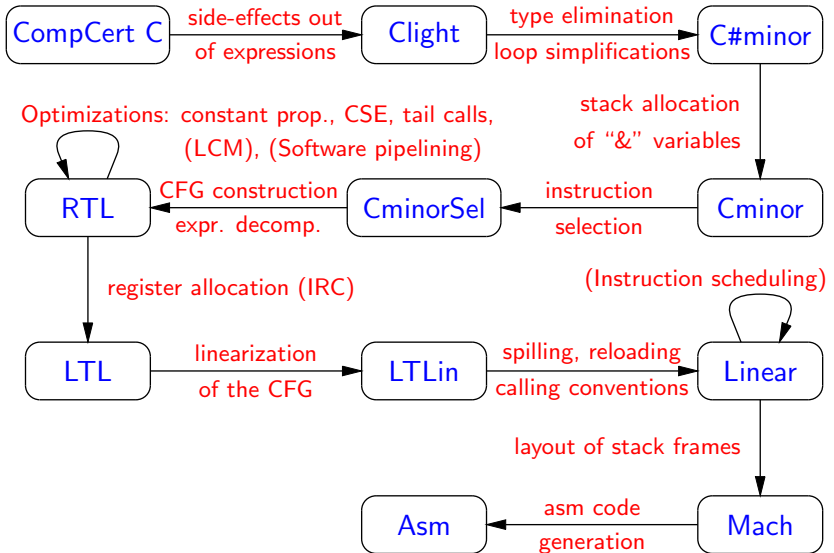 CompCert C
side-effects out
of expressions
Clight
type elimination
loop simplifications
C#minor
stack allocation
of “&” variables
Optimizations: constant prop., CSE, tail calls,
(LCM), (Software pipelining)
RTL
CFG construction
expr. decomp.
CminorSel
instruction
selection
Cminor
register allocation (IRC)
(Instruction scheduling)
LTL
linearization
of the CFG
LTLin
spilling, reloading
calling conventions
Linear
layout of stack frames
Asm
asm code
generation
Mach